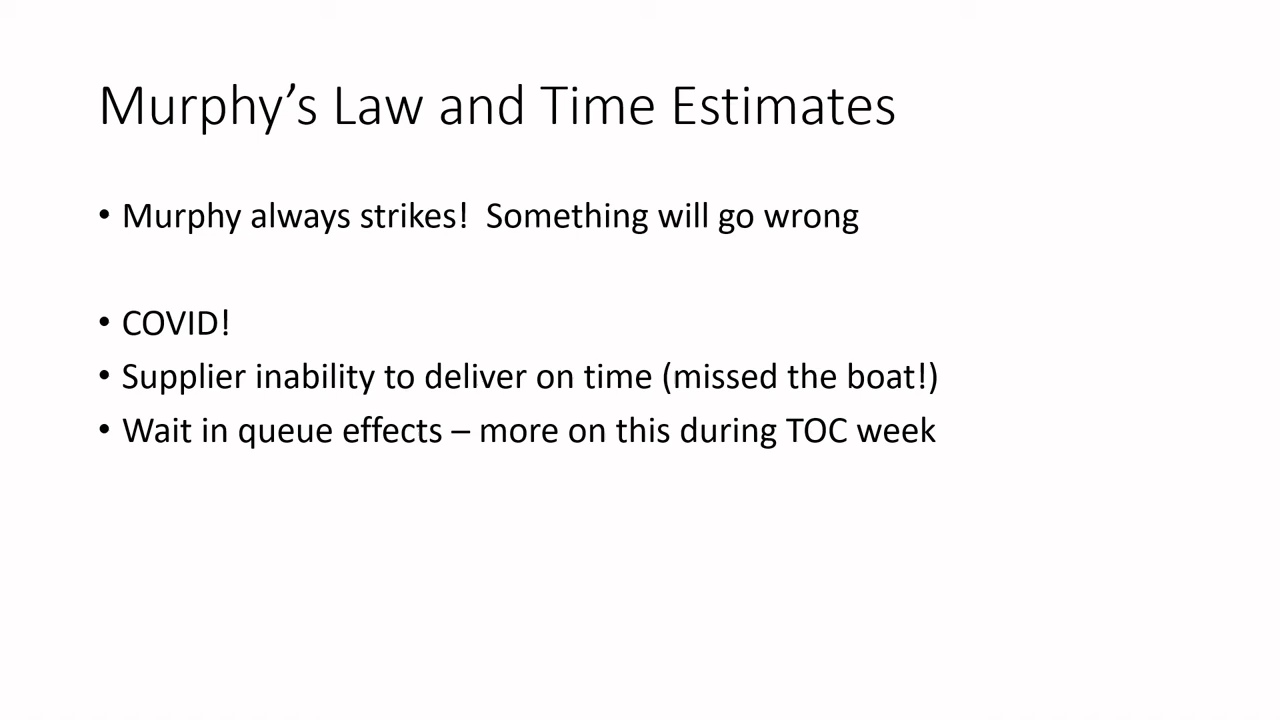 Murphy’s Law and Time Estimates
• Murphy always strikes!  Something will go wrong
• COVID!
• Supplier inability to deliver on time (missed the boat!)
• Wait in queue effects – more on this during TOC week